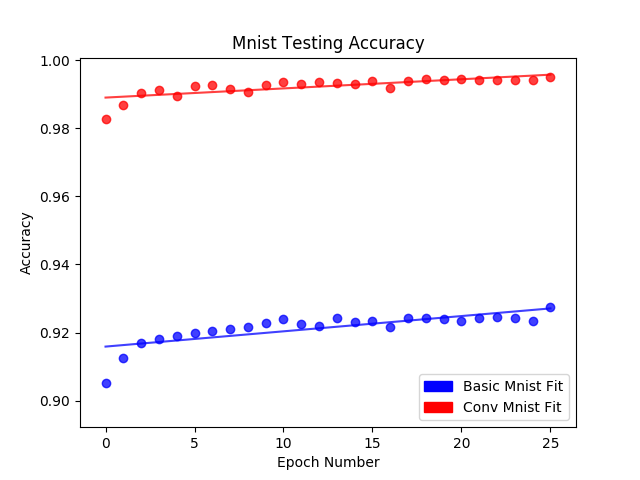 Mnist Testing Accuracy
1.00
0.98
0.96
0.94
0.92
0.90
Accuracy
Basic Mnist Fit
Conv Mnist Fit
0
5
10
15
20
25
Epoch Number